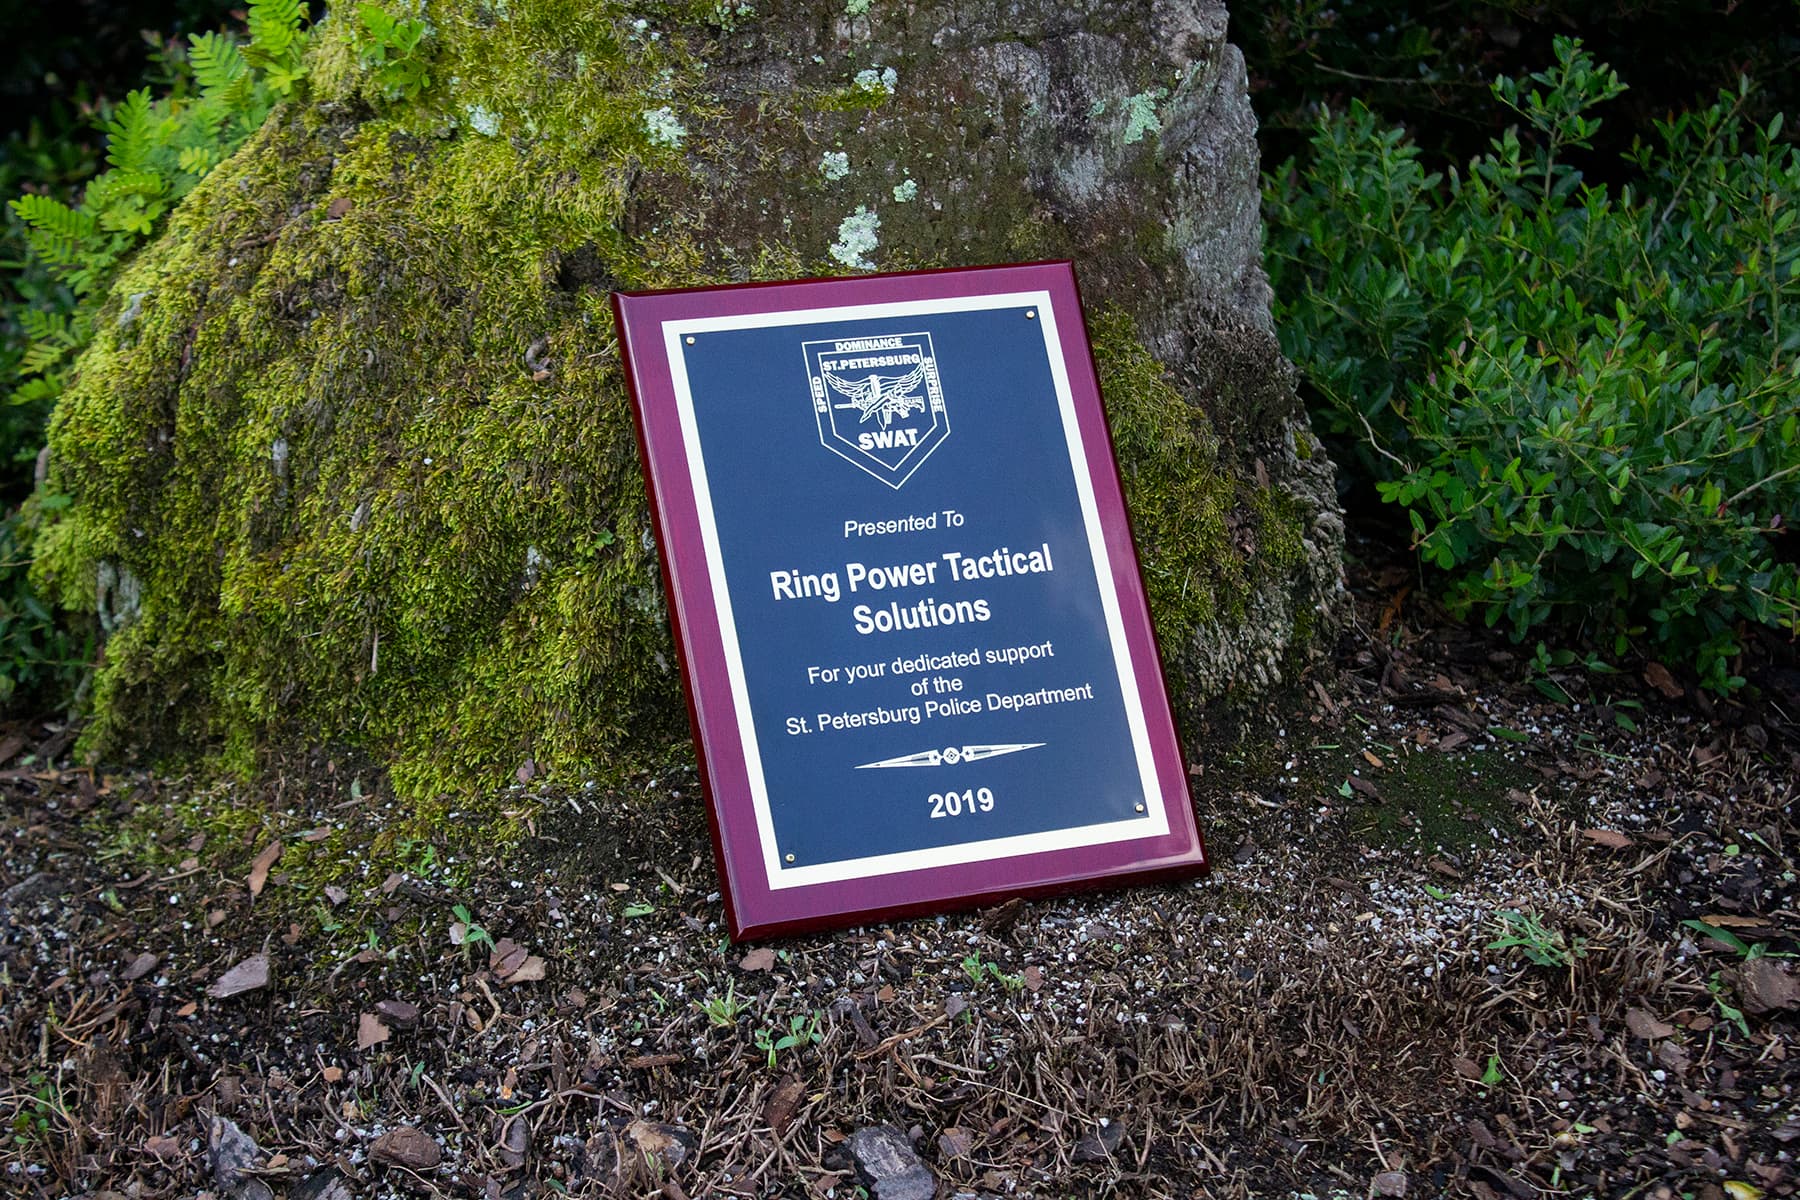 DOMINANCE
ST.PETERSBURG
SPEED
SURPRISE
SWAT
Presented To
Ring Power Tactical
Solutions
For your dedicated support
of the
St. Petersburg Police Department
2019